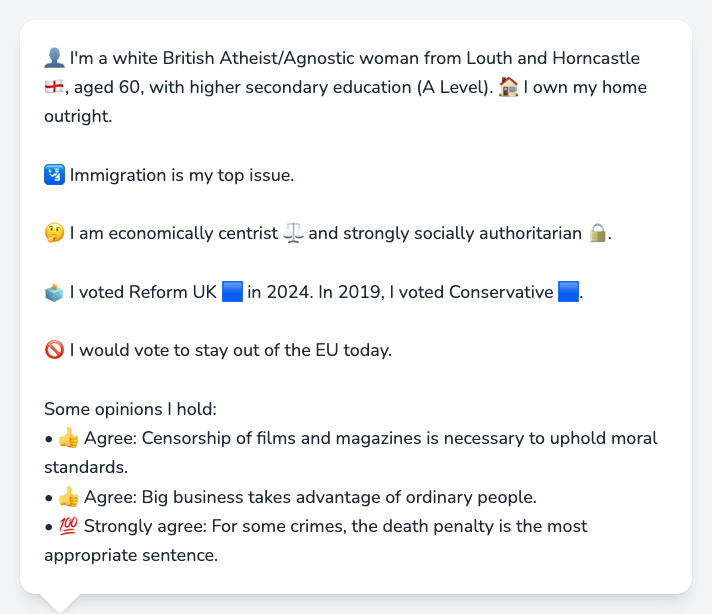 👤 I'm a white British Atheist/Agnostic woman from Louth and Horncastle
🏴󠁧󠁢󠁥󠁮󠁧󠁿, aged 60, with higher secondary education (A Level). 🏠 I own my home
outright.
🛂 Immigration is my top issue.
🤔 I am economically centrist ⚖️ and strongly socially authoritarian 🔒.
🗳️ I voted Reform UK 🟦 in 2024. In 2019, I voted Conservative 🟦.
🚫 I would vote to stay out of the EU today.
Some opinions I hold:
• 👍 Agree: Censorship of films and magazines is necessary to uphold moral
standards.
• 👍 Agree: Big business takes advantage of ordinary people.
• 💯 Strongly agree: For some crimes, the death penalty is the most
appropriate sentence.